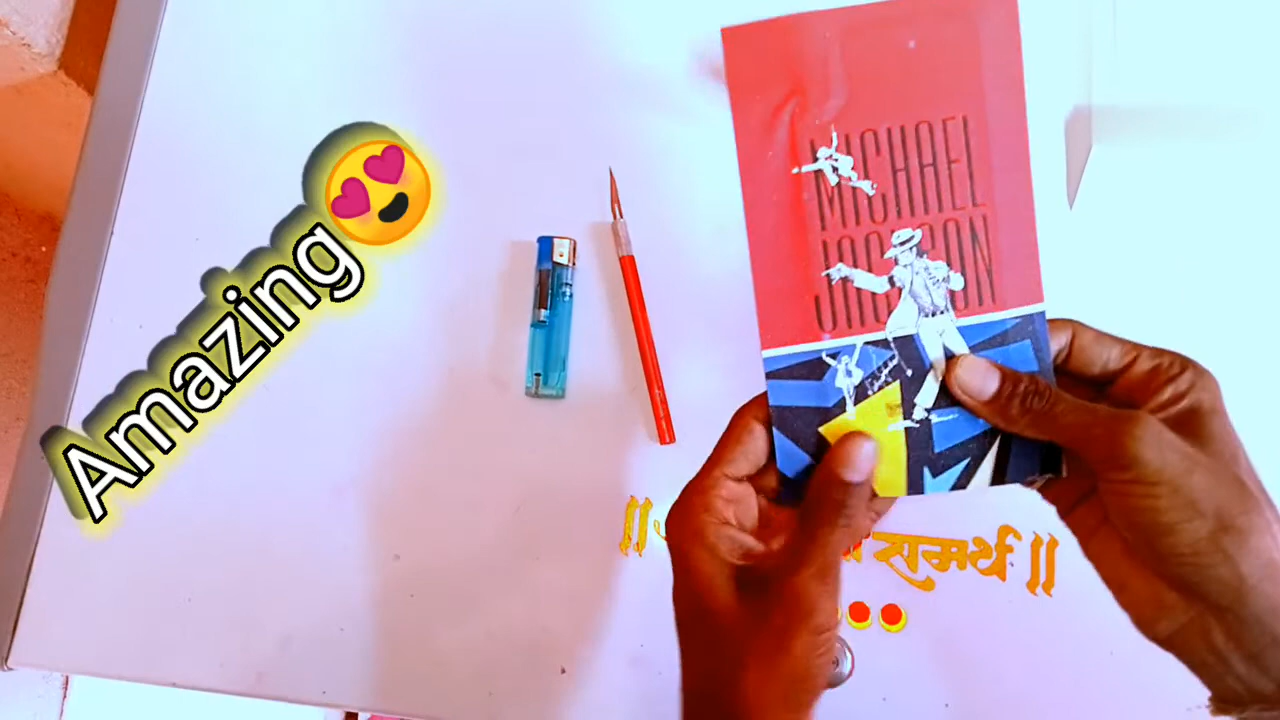 Amazing😍
MICHAEL
JACKSON
|| समर्थ ||